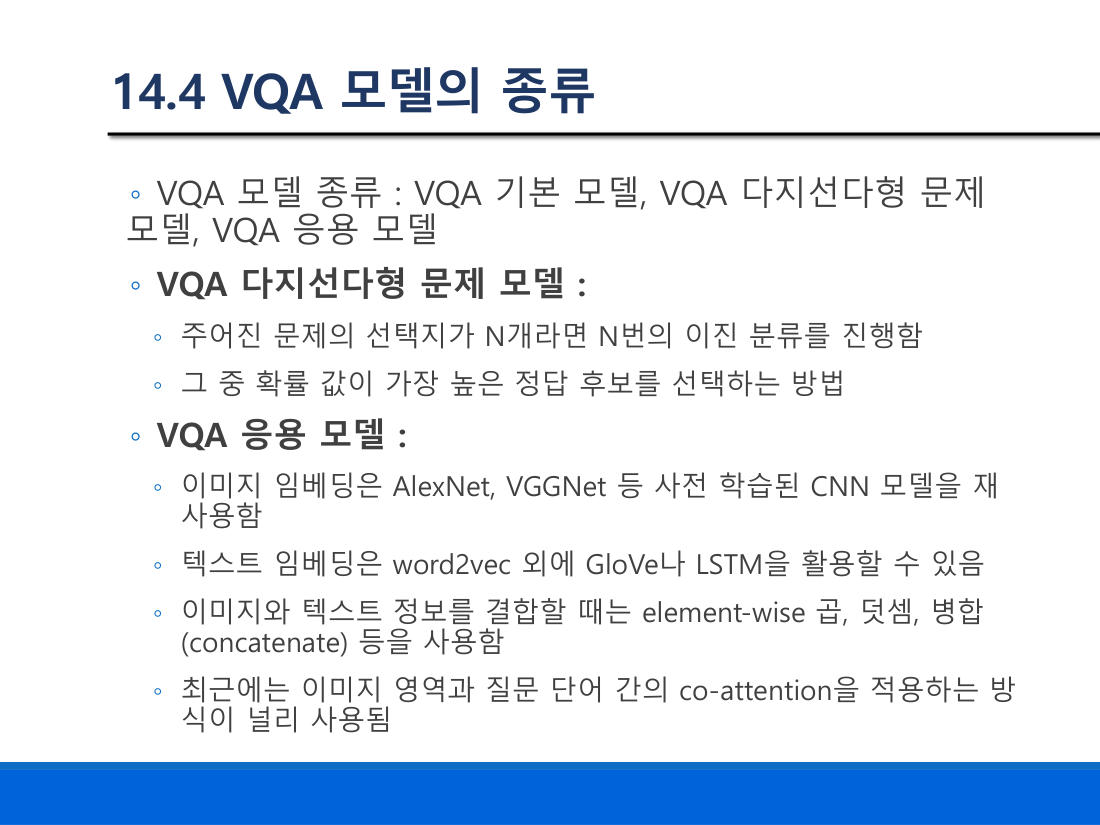 14.4 VQA 모델의 종류
◦ VQA 모델 종류 : VQA 기본 모델, VQA 다지선다형 문제
모델, VQA 응용 모델
◦ VQA 다지선다형 문제 모델 :
◦ 주어진 문제의 선택지가 N개라면 N번의 이진 분류를 진행함
◦ 그 중 확률 값이 가장 높은 정답 후보를 선택하는 방법
◦ VQA 응용 모델 :
◦ 이미지 임베딩은 AlexNet, VGGNet 등 사전 학습된 CNN 모델을 재
사용함
◦ 텍스트 임베딩은 word2vec 외에 GloVe나 LSTM을 활용할 수 있음
◦ 이미지와 텍스트 정보를 결합할 때는 element-wise 곱, 덧셈, 병합
(concatenate) 등을 사용함
◦ 최근에는 이미지 영역과 질문 단어 간의 co-attention을 적용하는 방
식이 널리 사용됨